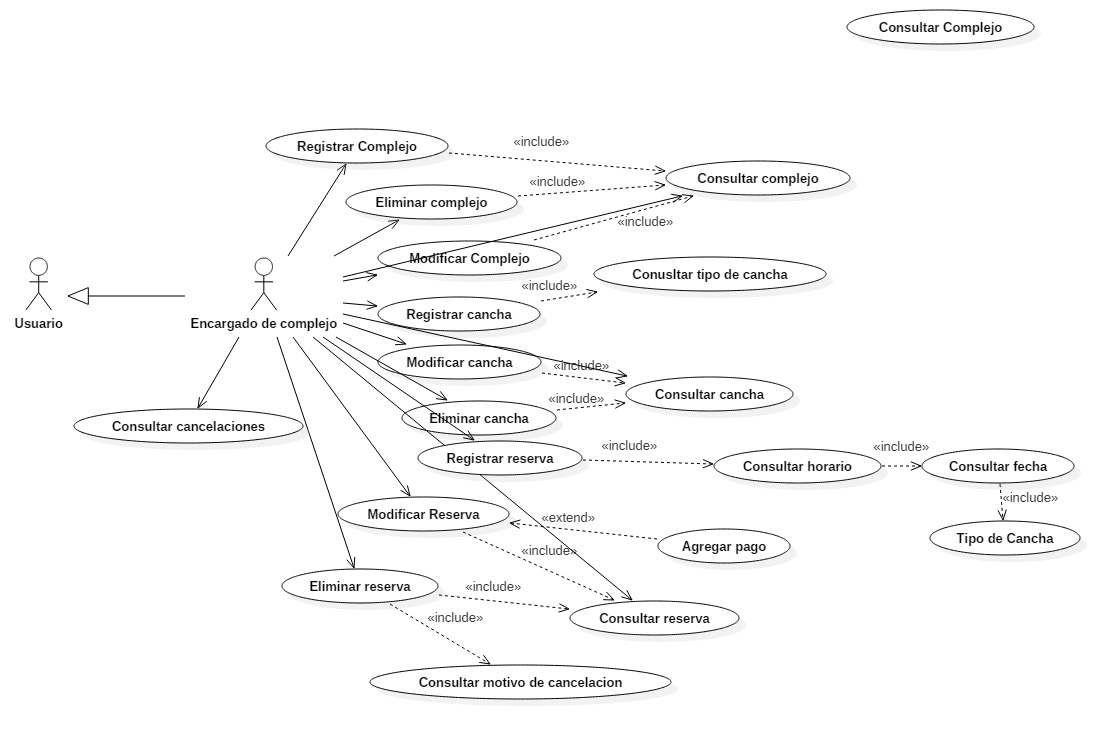 Consultar Complejo
Registrar Complejo
«include»
Consultar complejo
Eliminar complejo
«include»
«include»
Modificar Complejo
Conusltar tipo de cancha
«include»
Registrar cancha
Usuario
Encargado de complejo
Modificar cancha
«include»
Consultar cancha
«include»
Eliminar cancha
Consultar cancelaciones
Registrar reserva
«include»
Consultar horario
«include»
Consultar fecha
«include»
Tipo de Cancha
Modificar Reserva
«extend»
Agregar pago
«include»
Eliminar reserva
«include»
Consultar reserva
«include»
Consultar motivo de cancelacion